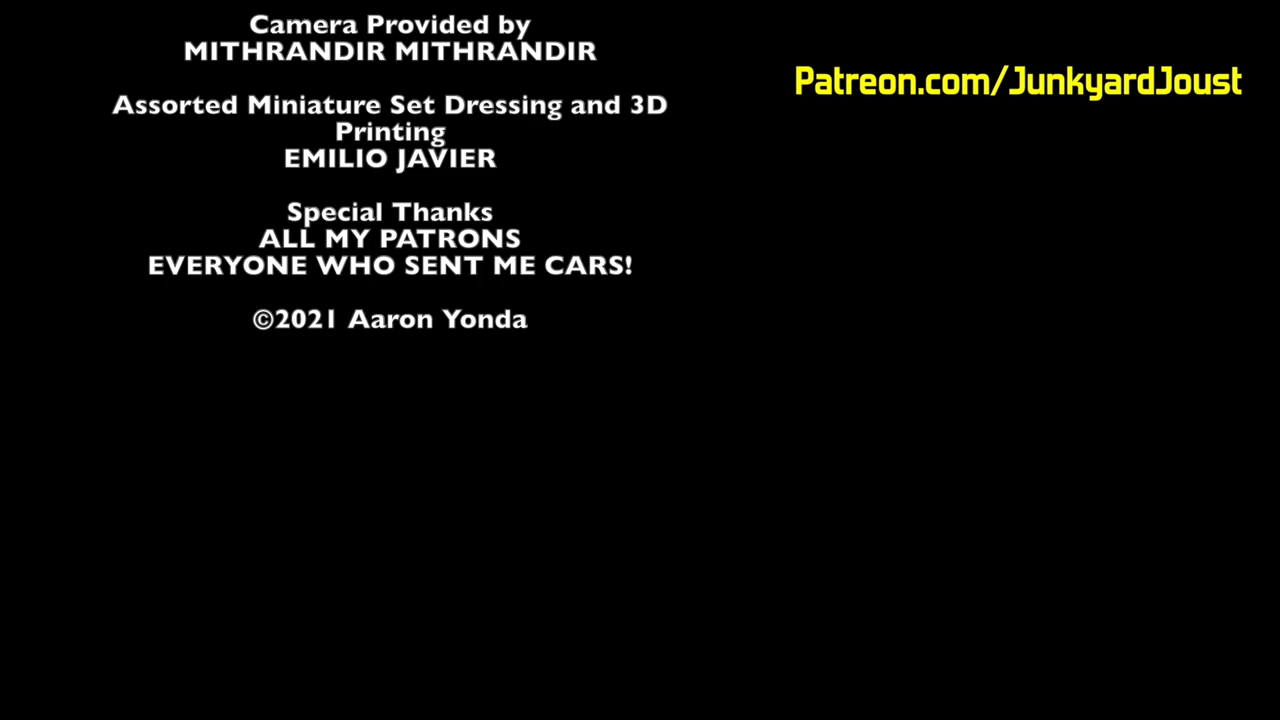 Camera Provided by
MITHRANDIR MITHRANDIR
Patreon.com/JunkyardJoust
Assorted Miniature Set Dressing and 3D
Printing
EMILIO JAVIER
Special Thanks
ALL MY PATRONS
EVERYONE WHO SENT ME CARS!
©2021 Aaron Yonda